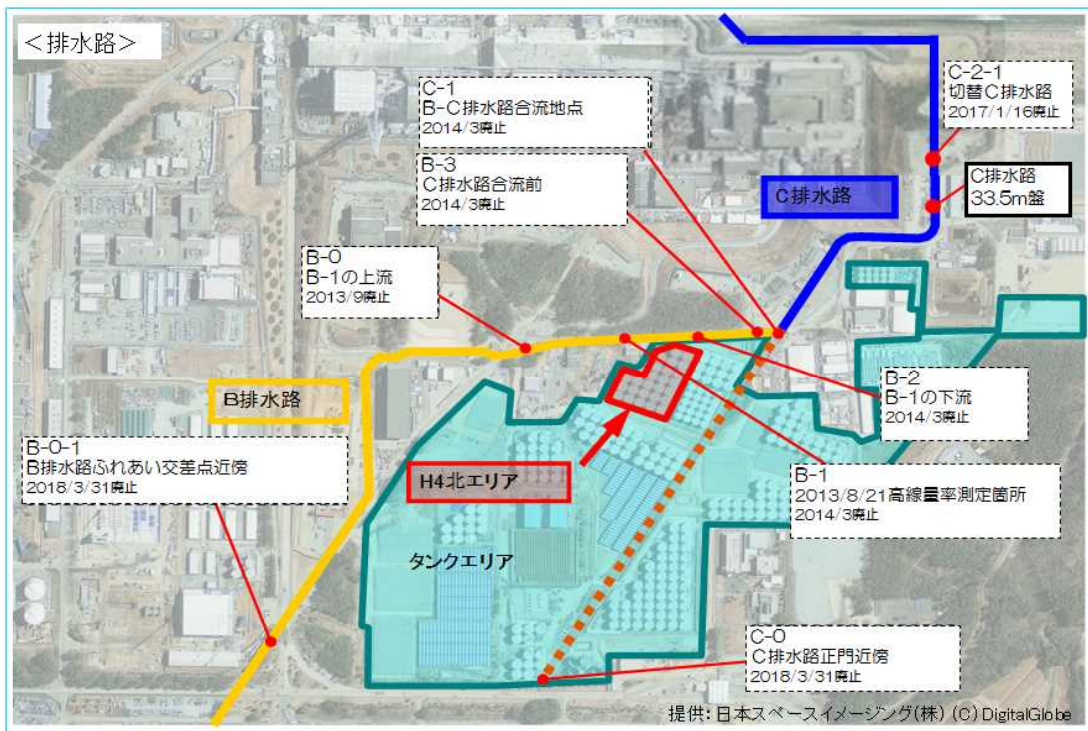 ＜排水路＞
C-2-1
切替C排水路
2017/1/16廃止
C-1
B-C排水路合流地点
2014/3廃止
B-3
C排水路合流前
2014/3廃止
C排水路
33.5m盤
C排水路
B-0
B-1の上流
2013/9廃止
B-2
B-1の下流
2014/3廃止
B排水路
B-0-1
B排水路ふれあい交差点近傍
2018/3/31廃止
H4北エリア
B-1
2013/8/21高線量率測定箇所
2014/3廃止
タンクエリア
C-0
C排水路正門近傍
2018/3/31廃止
提供：日本スペースイメージング(株) (C)DigitalGlobe